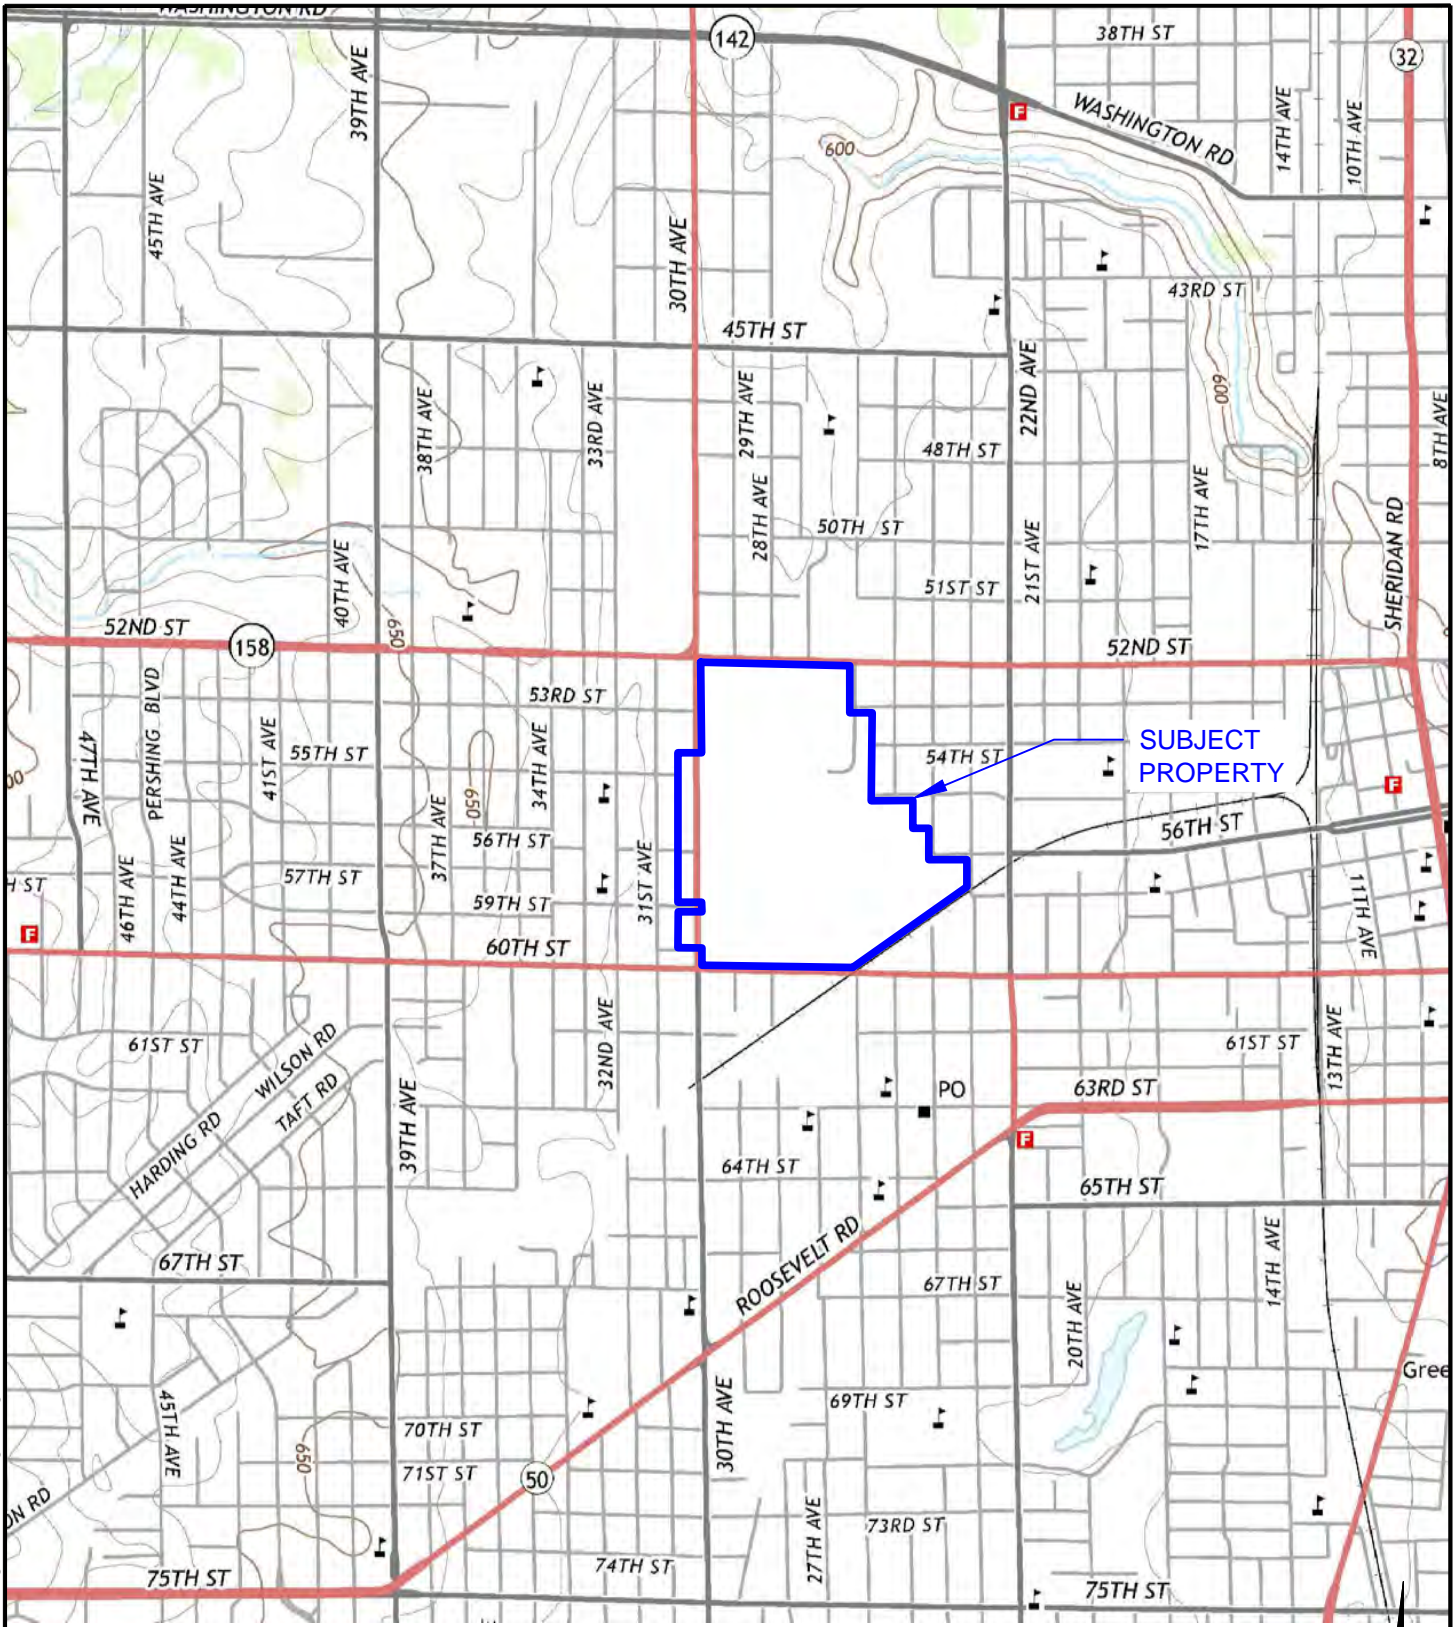 WASHINGTON RD
142
38TH ST
32
39TH AVE
WASHINGTON RD
F
14TH AVE
10TH AVE
600
45TH AVE
30TH AVE
43RD ST
45TH ST
22ND AVE
38TH AVE
33RD AVE
29TH AVE
600
8TH AVE
48TH ST
28TH AVE
17TH AVE
50TH ST
21ST AVE
SHERIDAN RD
40TH AVE
51ST ST
52ND ST
158
650
52ND ST
PERSHING BLVD
53RD ST
47TH AVE
41ST AVE
55TH ST
34TH AVE
54TH ST
SUBJECT
PROPERTY
650
F
37TH AVE
56TH ST
56TH ST
46TH AVE
44TH AVE
57TH ST
31ST AVE
H ST
59TH ST
11TH AVE
F
60TH ST
32ND AVE
61ST ST
WILSON RD
61ST ST
13TH AVE
TAFT RD
39TH AVE
PO
63RD ST
HARDING RD
F
64TH ST
65TH ST
67TH ST
ROOSEVELT RD
67TH ST
20TH AVE
14TH AVE
Gree
45TH AVE
30TH AVE
69TH ST
70TH ST
650
71ST ST
50
ON RD
27TH AVE
73RD ST
74TH ST
75TH ST
75TH ST